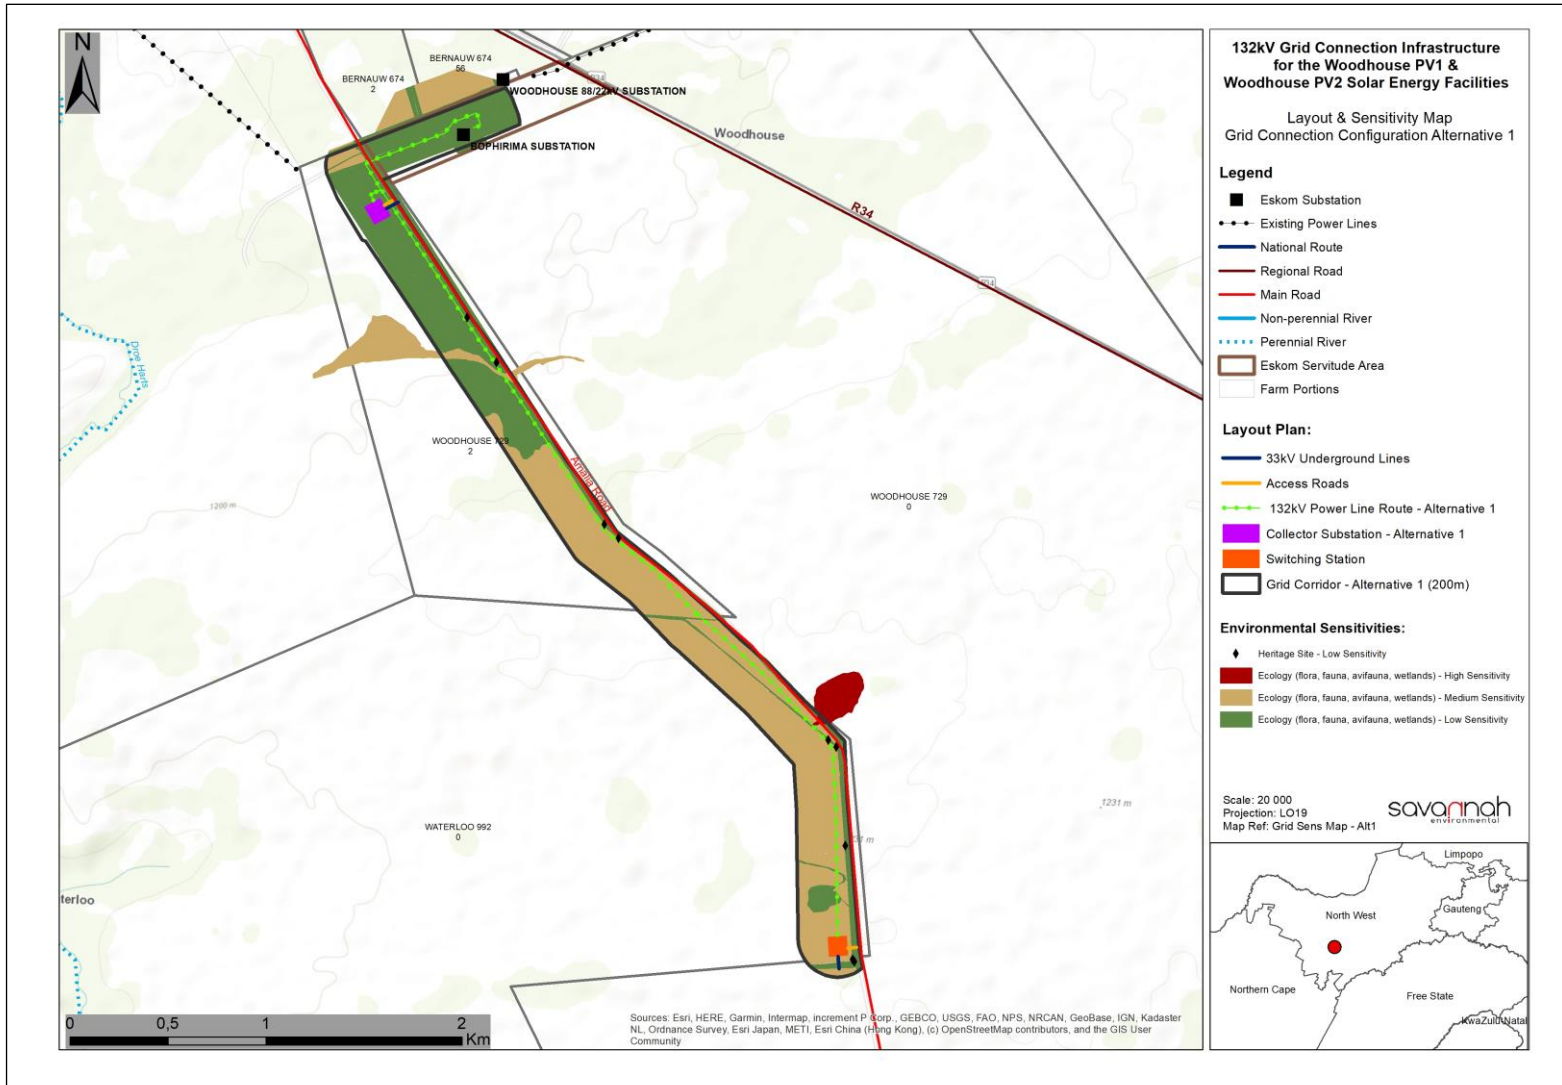 N
BERNAUW 674
56
BERNAUW 674
2
WOODHOUSE 88/22kV SUBSTATION
BOPHIRIMA SUBSTATION
Woodhouse
R34
Droe Harts
WOODHOUSE 729
2
Amalia Road
1200 m
WOODHOUSE 729
0
1231 m
WATERLOO 992
0
terloo
0
0,5
1
2
Km
Sources: Esri, HERE, Garmin, Intermap, increment P Corp., GEBCO, USGS, FAO, NPS, NRCAN, GeoBase, IGN, Kadaster
NL, Ordnance Survey, Esri Japan, METI, Esri China (Hong Kong), (c) OpenStreetMap contributors, and the GIS User
Community
132kV Grid Connection Infrastructure
for the Woodhouse PV1 &
Woodhouse PV2 Solar Energy Facilities
Layout & Sensitivity Map
Grid Connection Configuration Alternative 1
Legend
Eskom Substation
Existing Power Lines
National Route
Regional Road
Main Road
Non-perennial River
Perennial River
Eskom Servitude Area
Farm Portions
Layout Plan:
33kV Underground Lines
Access Roads
132kV Power Line Route - Alternative 1
Collector Substation - Alternative 1
Switching Station
Grid Corridor - Alternative 1 (200m)
Environmental Sensitivities:
Heritage Site - Low Sensitivity
Ecology (flora, fauna, avifauna, wetlands) - High Sensitivity
Ecology (flora, fauna, avifauna, wetlands) - Medium Sensitivity
Ecology (flora, fauna, avifauna, wetlands) - Low Sensitivity
Scale: 20 000
Projection: LO19
Map Ref: Grid Sens Map - Alt1
savannah
environmental
Limpopo
North West
Gauteng
Northern Cape
Free State
KwaZulu-Natal